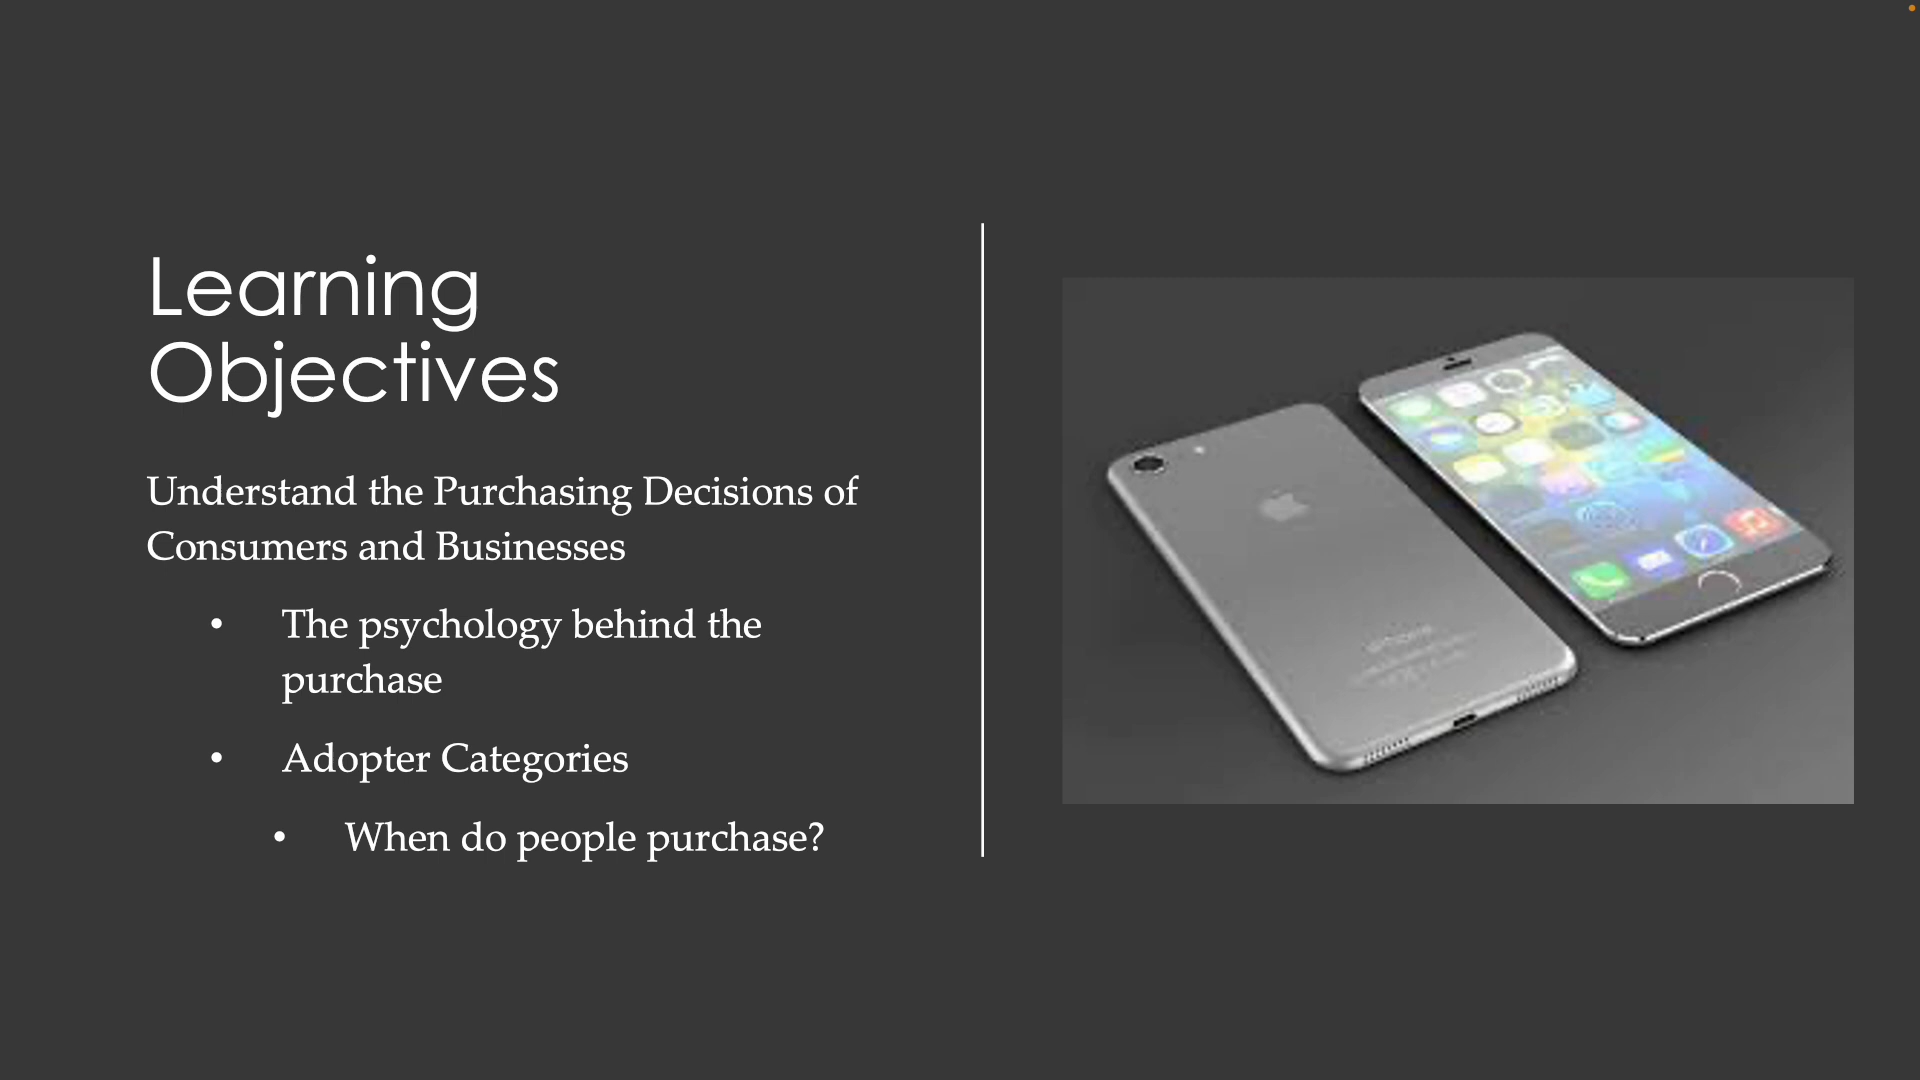 Learning
Objectives
Understand the Purchasing Decisions of
Consumers and Businesses
• The psychology behind the
purchase
• Adopter Categories
• When do people purchase?